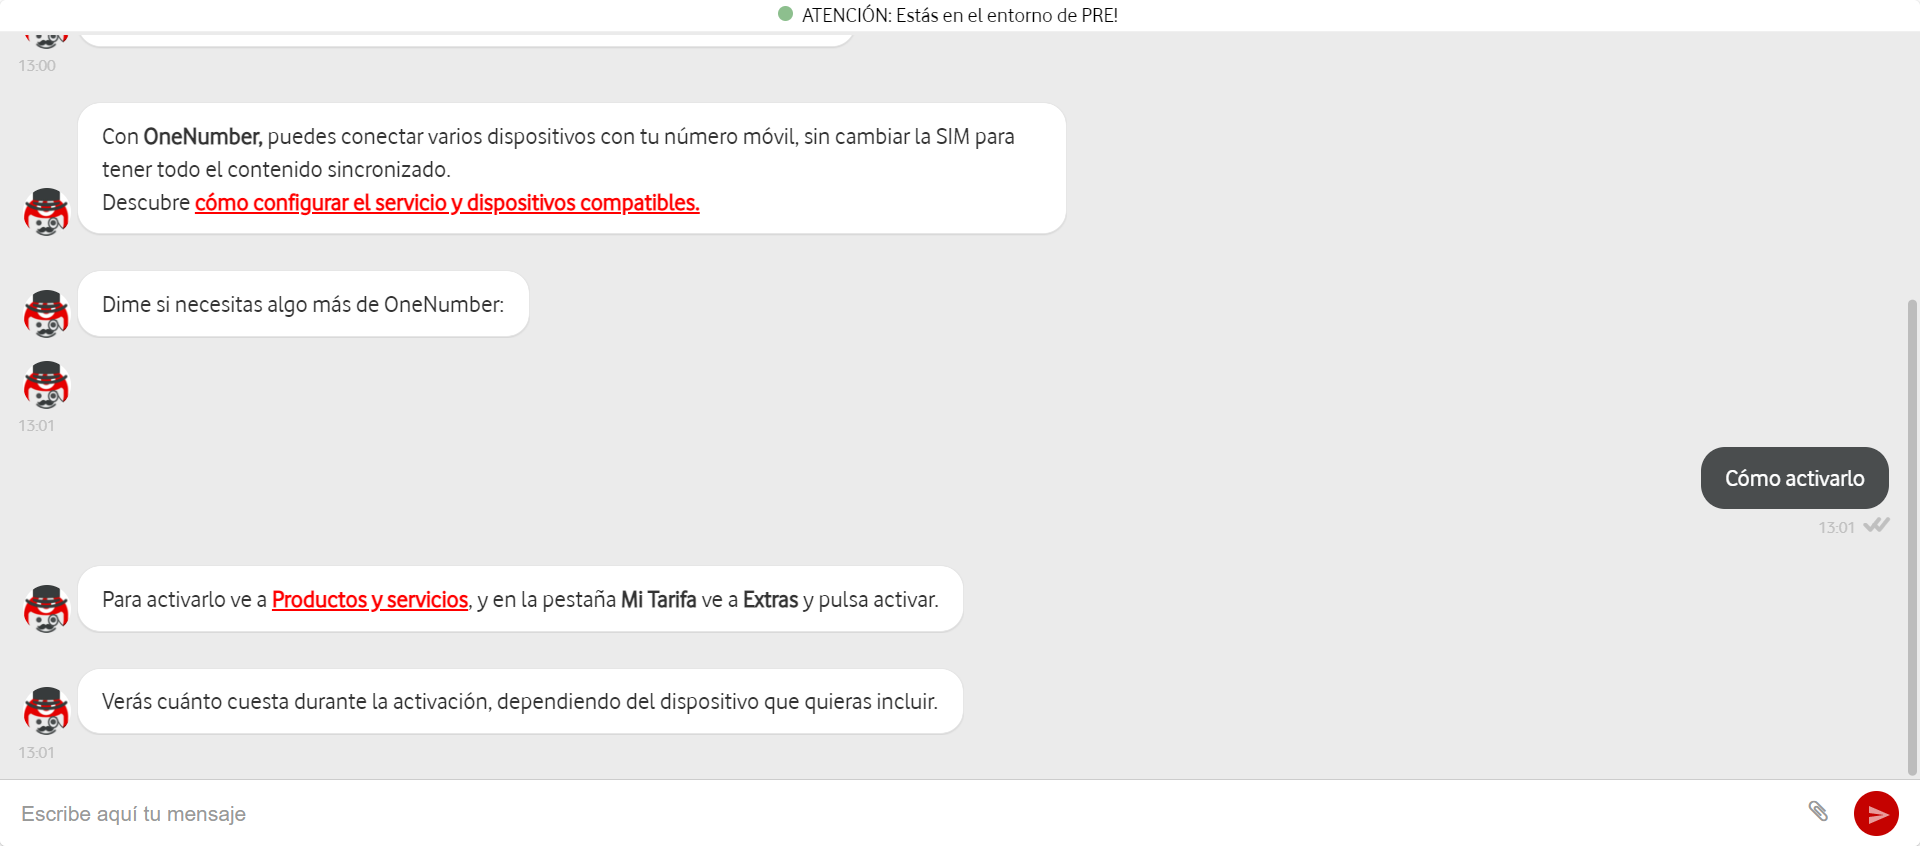 ATENCIÓN: Estás en el entorno de PRE!
13:00
Con OneNumber, puedes conectar varios dispositivos con tu número móvil, sin cambiar la SIM para
tener todo el contenido sincronizado.
Descubre cómo configurar el servicio y dispositivos compatibles.
Dime si necesitas algo más de OneNumber:
13:01
Cómo activarlo
13:01
Para activarlo ve a Productos y servicios, y en la pestaña Mi Tarifa ve a Extras y pulsa activar.
Verás cuánto cuesta durante la activación, dependiendo del dispositivo que quieras incluir.
13:01
Escribe aquí tu mensaje